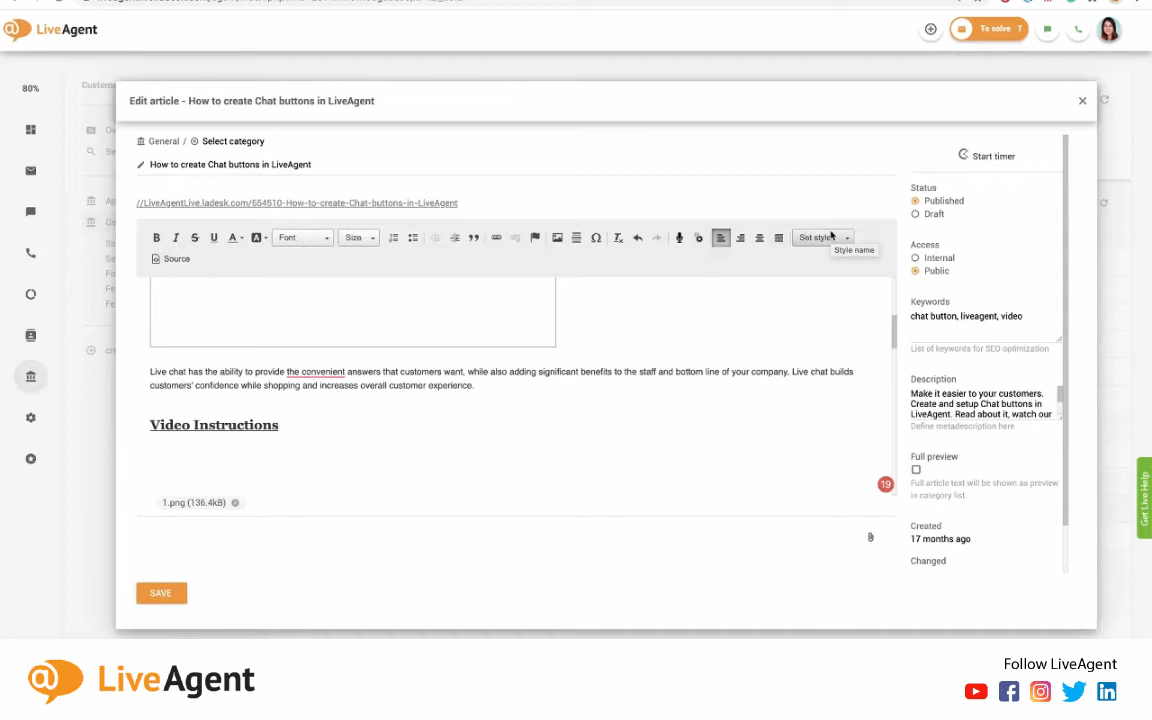 LiveAgent
To solve 7
80%
Custome
Edit article - How to create Chat buttons in LiveAgent
General / Select category
How to create Chat buttons in LiveAgent
Start timer
//LiveAgentLive.ladesk.com/654510-How-to-create-Chat-buttons-in-LiveAgent
B I S U A A Font Size Set style
Style name
Source
Live chat has the ability to provide the convenient answers that customers want, while also adding significant benefits to the staff and bottom line of your company. Live chat builds
customers' confidence while shopping and increases overall customer experience.
Video Instructions
19
1.png (136.4kB)
SAVE
Status
Published
Draft
Access
Internal
Public
Keywords
chat button, liveagent, video
List of keywords for SEO optimization
Description
Make it easier to your customers.
Create and setup Chat buttons in
LiveAgent. Read about it, watch our
Define metadescription here
Full preview
Full article text will be shown as preview
in category list.
Created
17 months ago
Changed
Get Live Help
LiveAgent
Follow LiveAgent